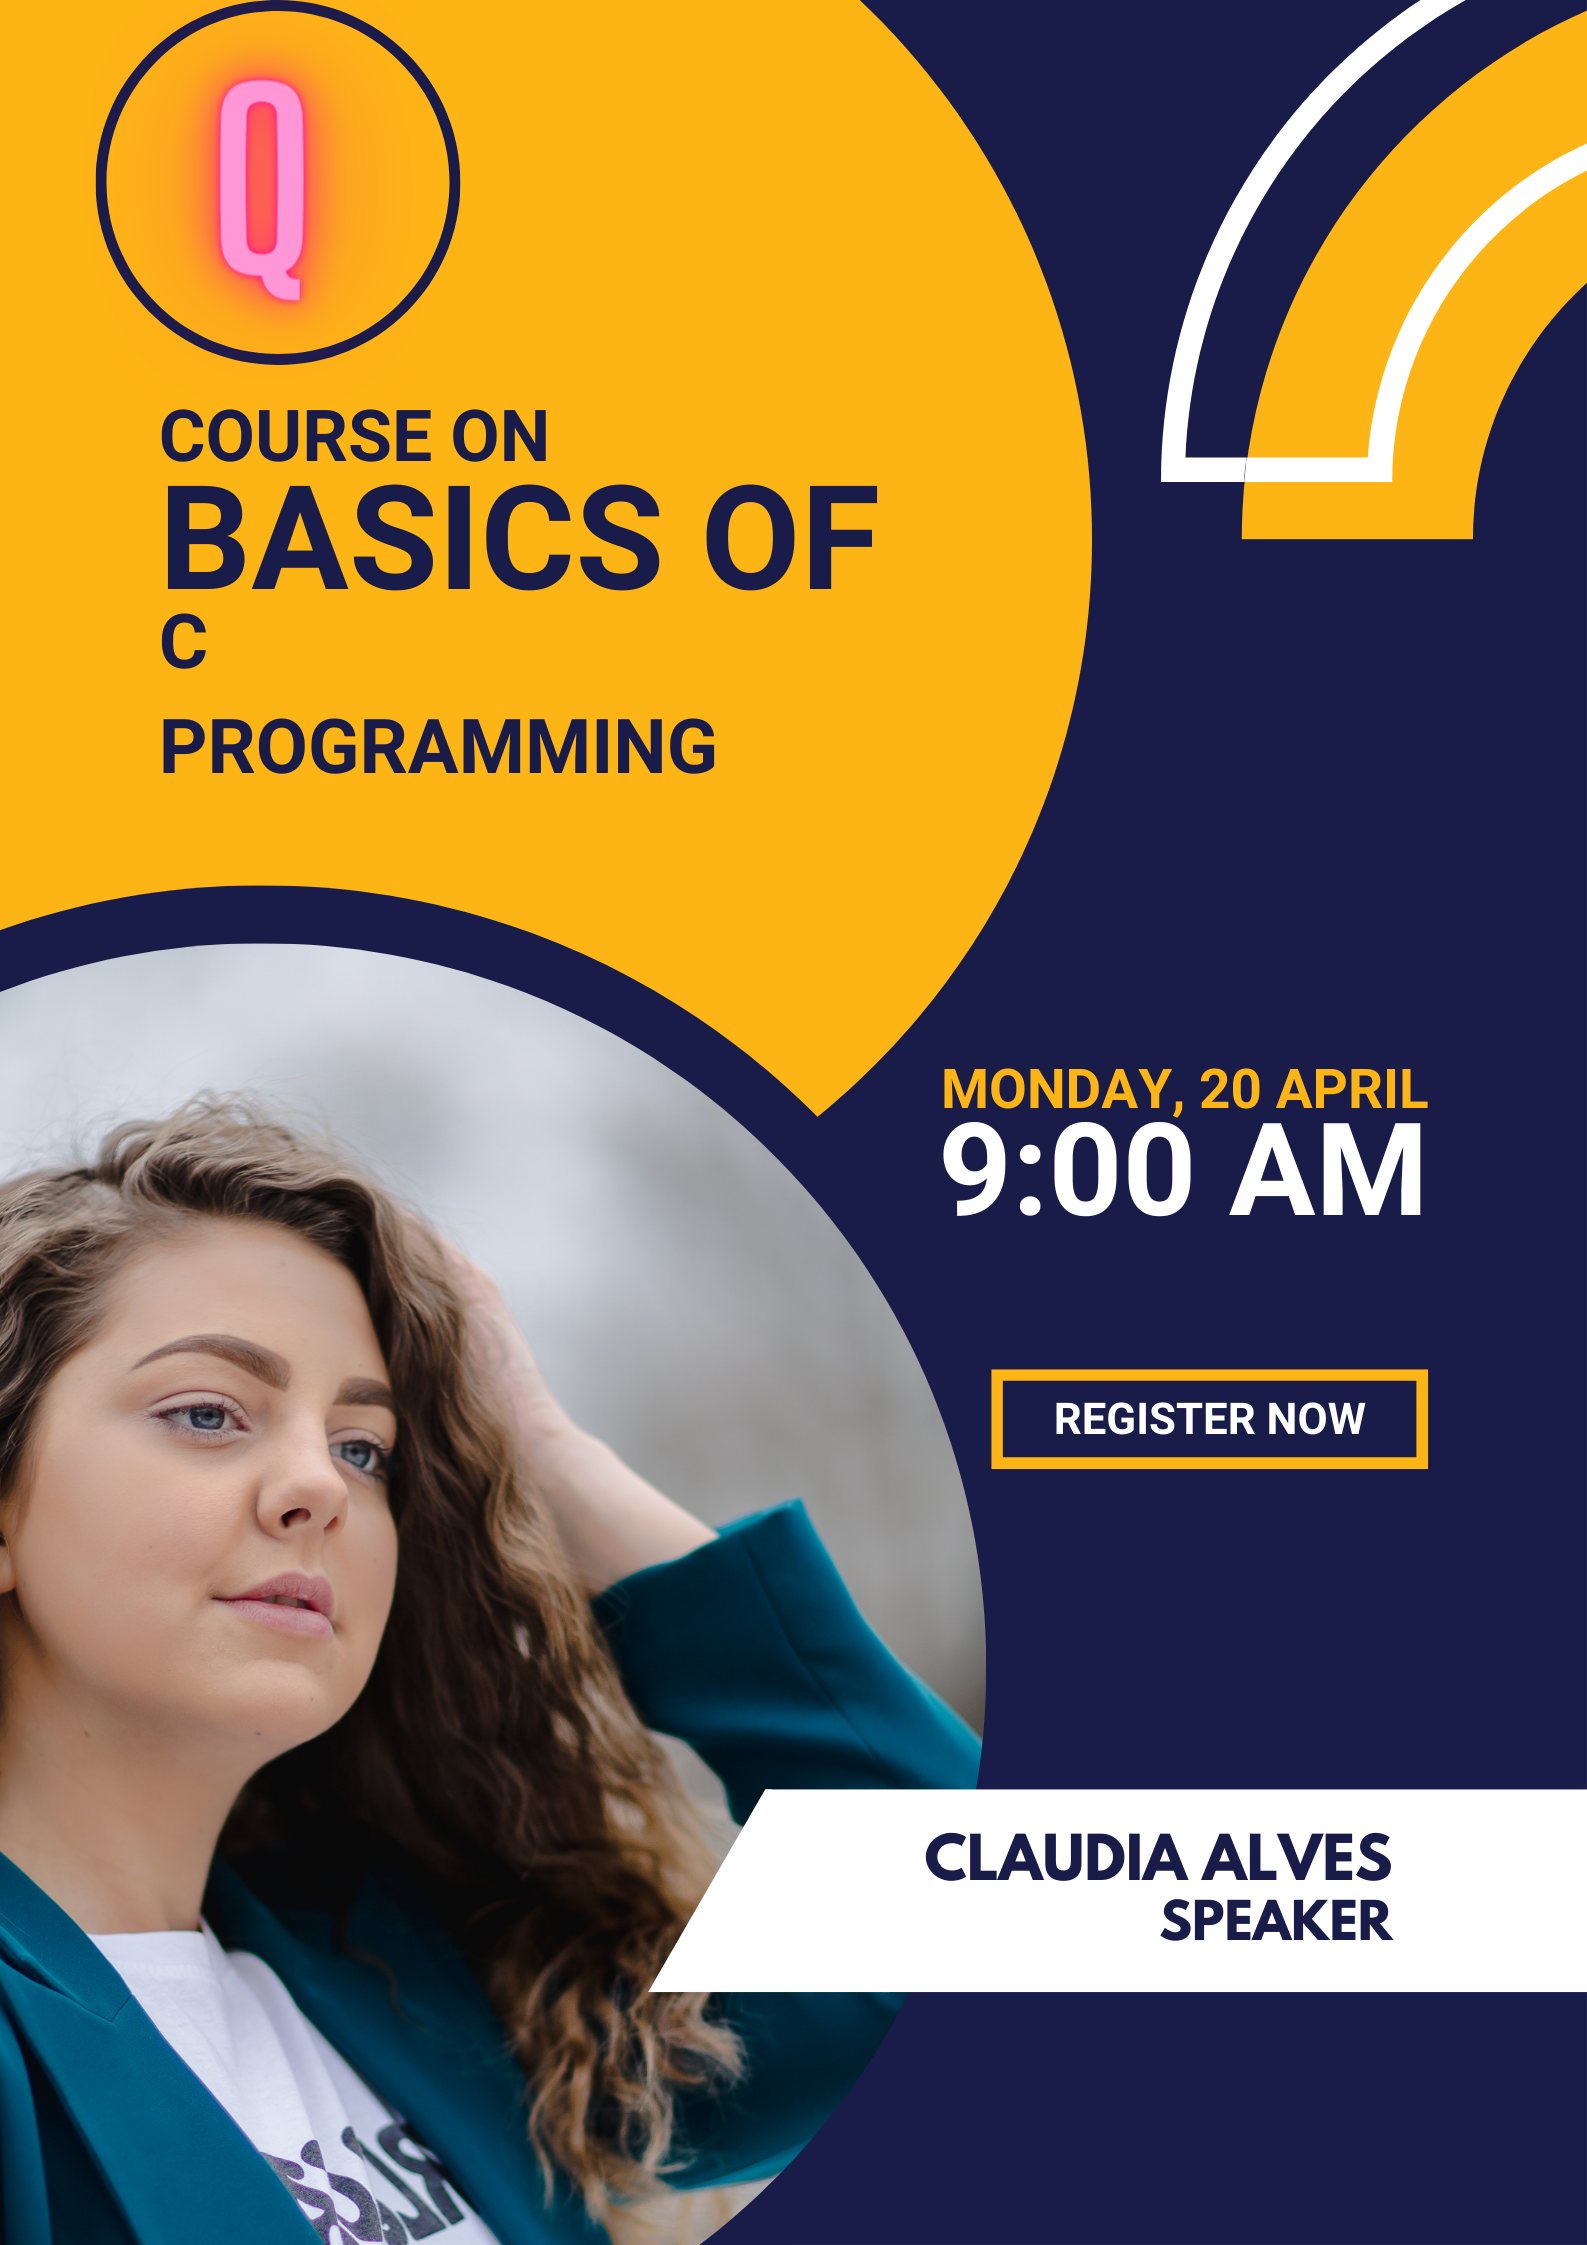 Q
COURSE ON
BASICS OF
C
PROGRAMMING
MONDAY, 20 APRIL
9:00 AM
REGISTER NOW
CLAUDIA ALVES
SPEAKER